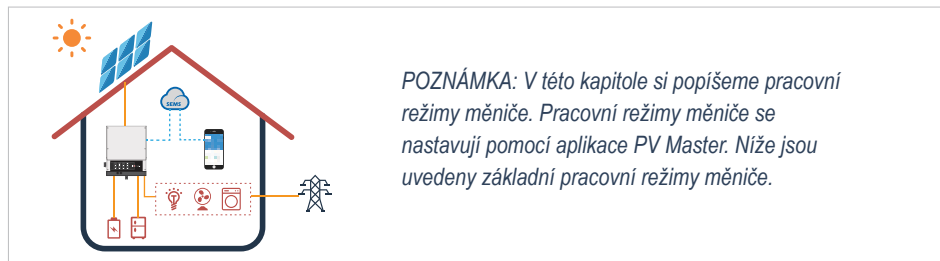 SEMS
POZNÁMKA: V této kapitole si popíšeme pracovní
režimy měniče. Pracovní režimy měniče se
nastavují pomocí aplikace PV Master. Níže jsou
uvedeny základní pracovní režimy měniče.